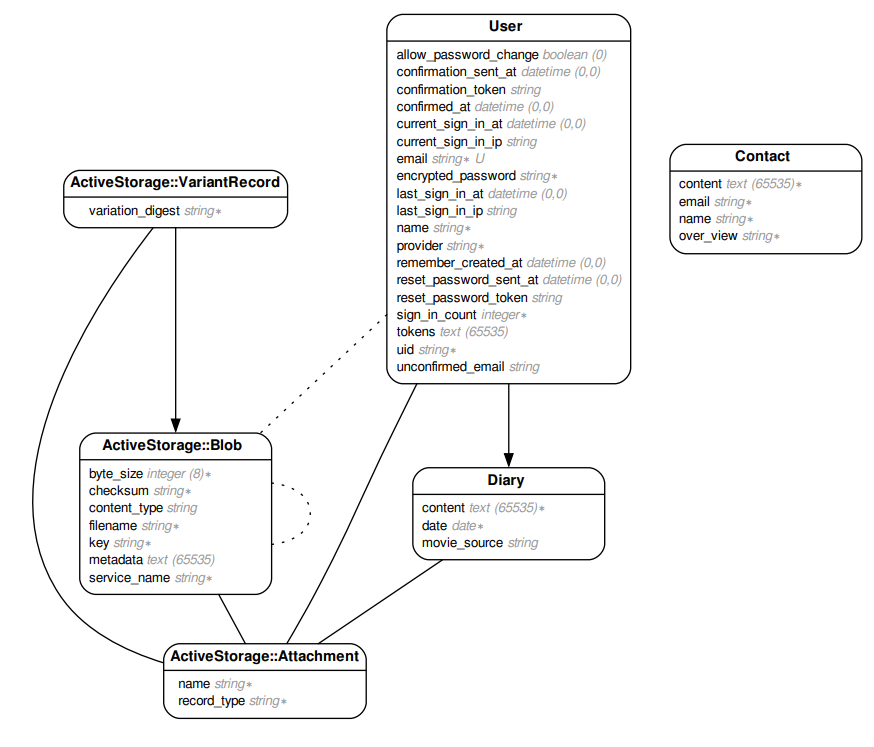 User
allow_password_change boolean (0)
confirmation_sent_at datetime (0,0)
confirmation_token string
confirmed_at datetime (0,0)
current_sign_in_at datetime (0,0)
current_sign_in_ip string
email string∗ U
encrypted_password string∗
last_sign_in_at datetime (0,0)
last_sign_in_ip string
name string∗
provider string∗
remember_created_at datetime (0,0)
reset_password_sent_at datetime (0,0)
reset_password_token string
sign_in_count integer∗
tokens text (65535)
uid string∗
unconfirmed_email string
Contact
content text (65535)∗
email string∗
name string∗
over_view string∗
ActiveStorage::VariantRecord
variation_digest string∗
ActiveStorage::Blob
byte_size integer (8)∗
checksum string∗
content_type string
filename string∗
key string∗
metadata text (65535)
service_name string∗
Diary
content text (65535)∗
date date∗
movie_source string
ActiveStorage::Attachment
name string∗
record_type string∗